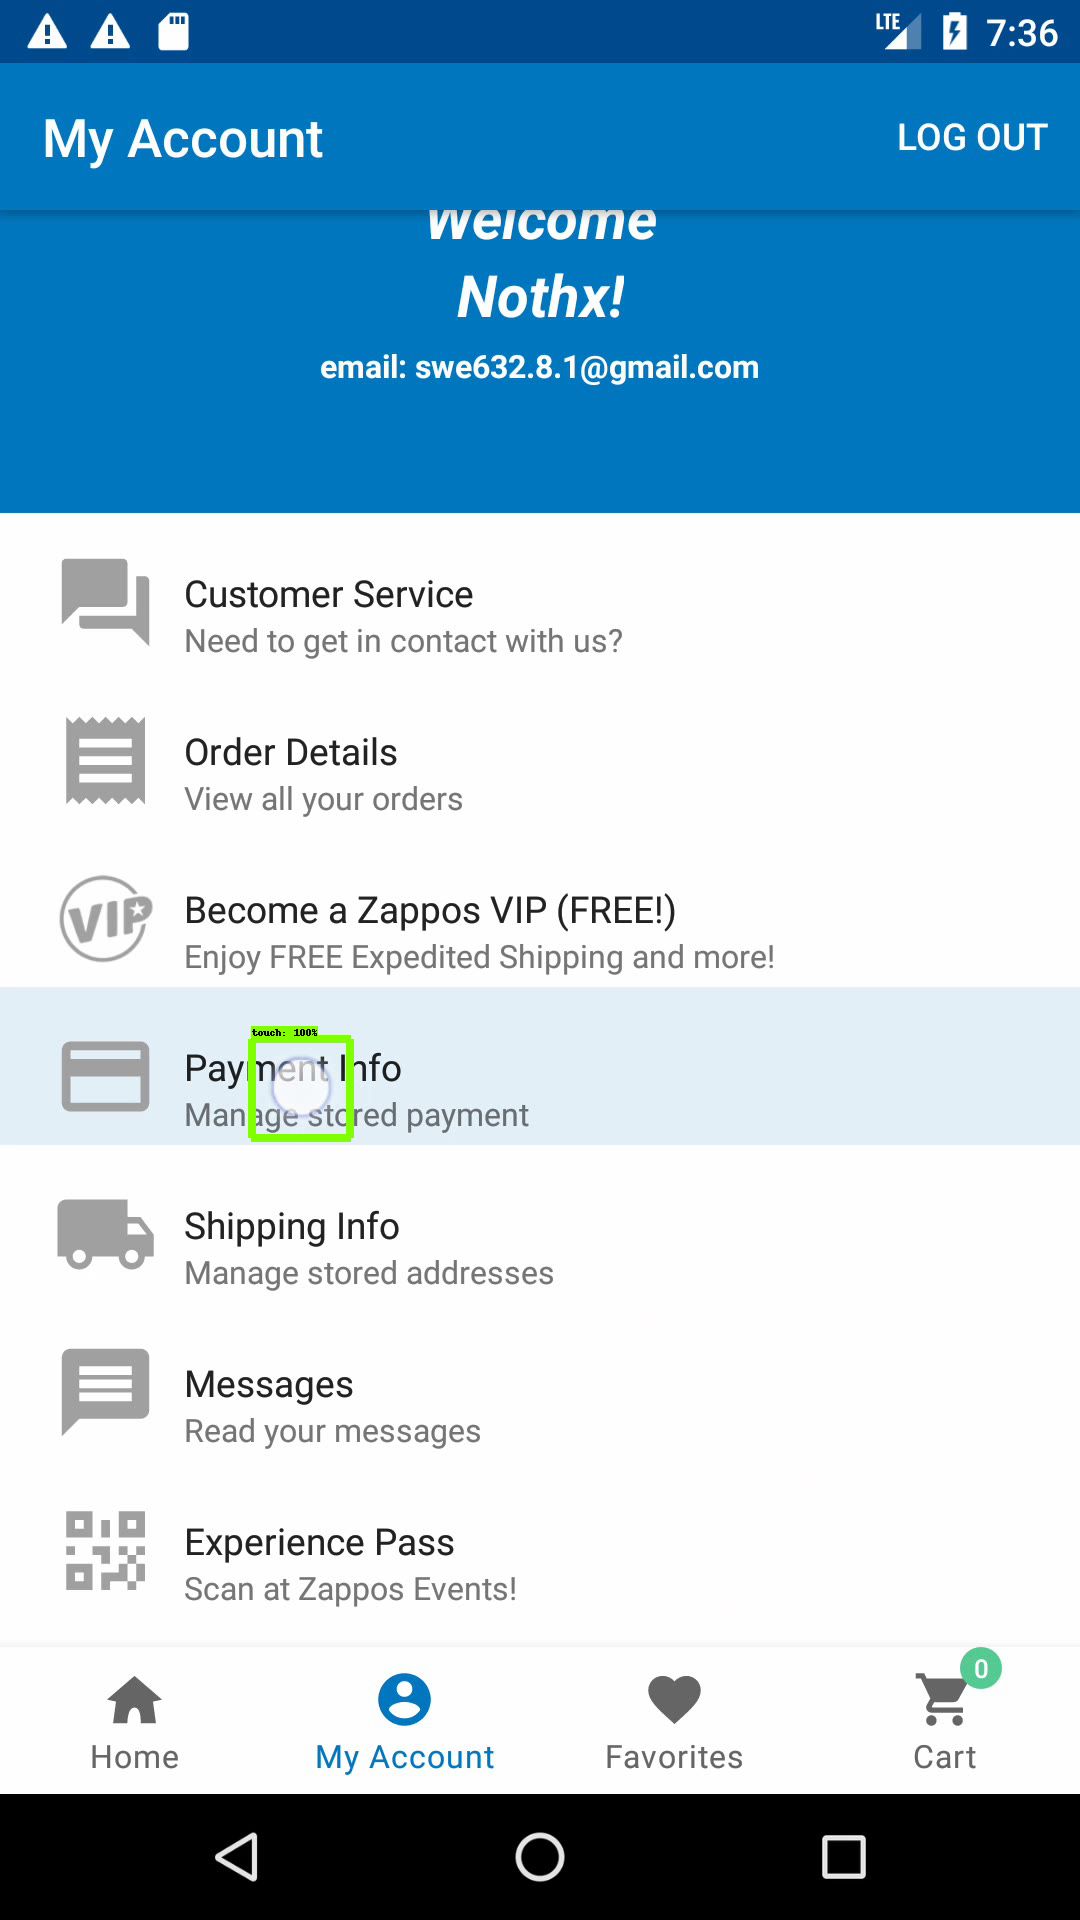 LTE 7:36
My Account LOG OUT
Welcome
Nothx!
email: swe632.8.1@gmail.com
Customer Service
Need to get in contact with us?
Order Details
View all your orders
VIP
Become a Zappos VIP (FREE!)
Enjoy FREE Expedited Shipping and more!
touch: 100%
Payment Info
Manage stored payment
Shipping Info
Manage stored addresses
Messages
Read your messages
Experience Pass
Scan at Zappos Events!
0
Home My Account Favorites Cart